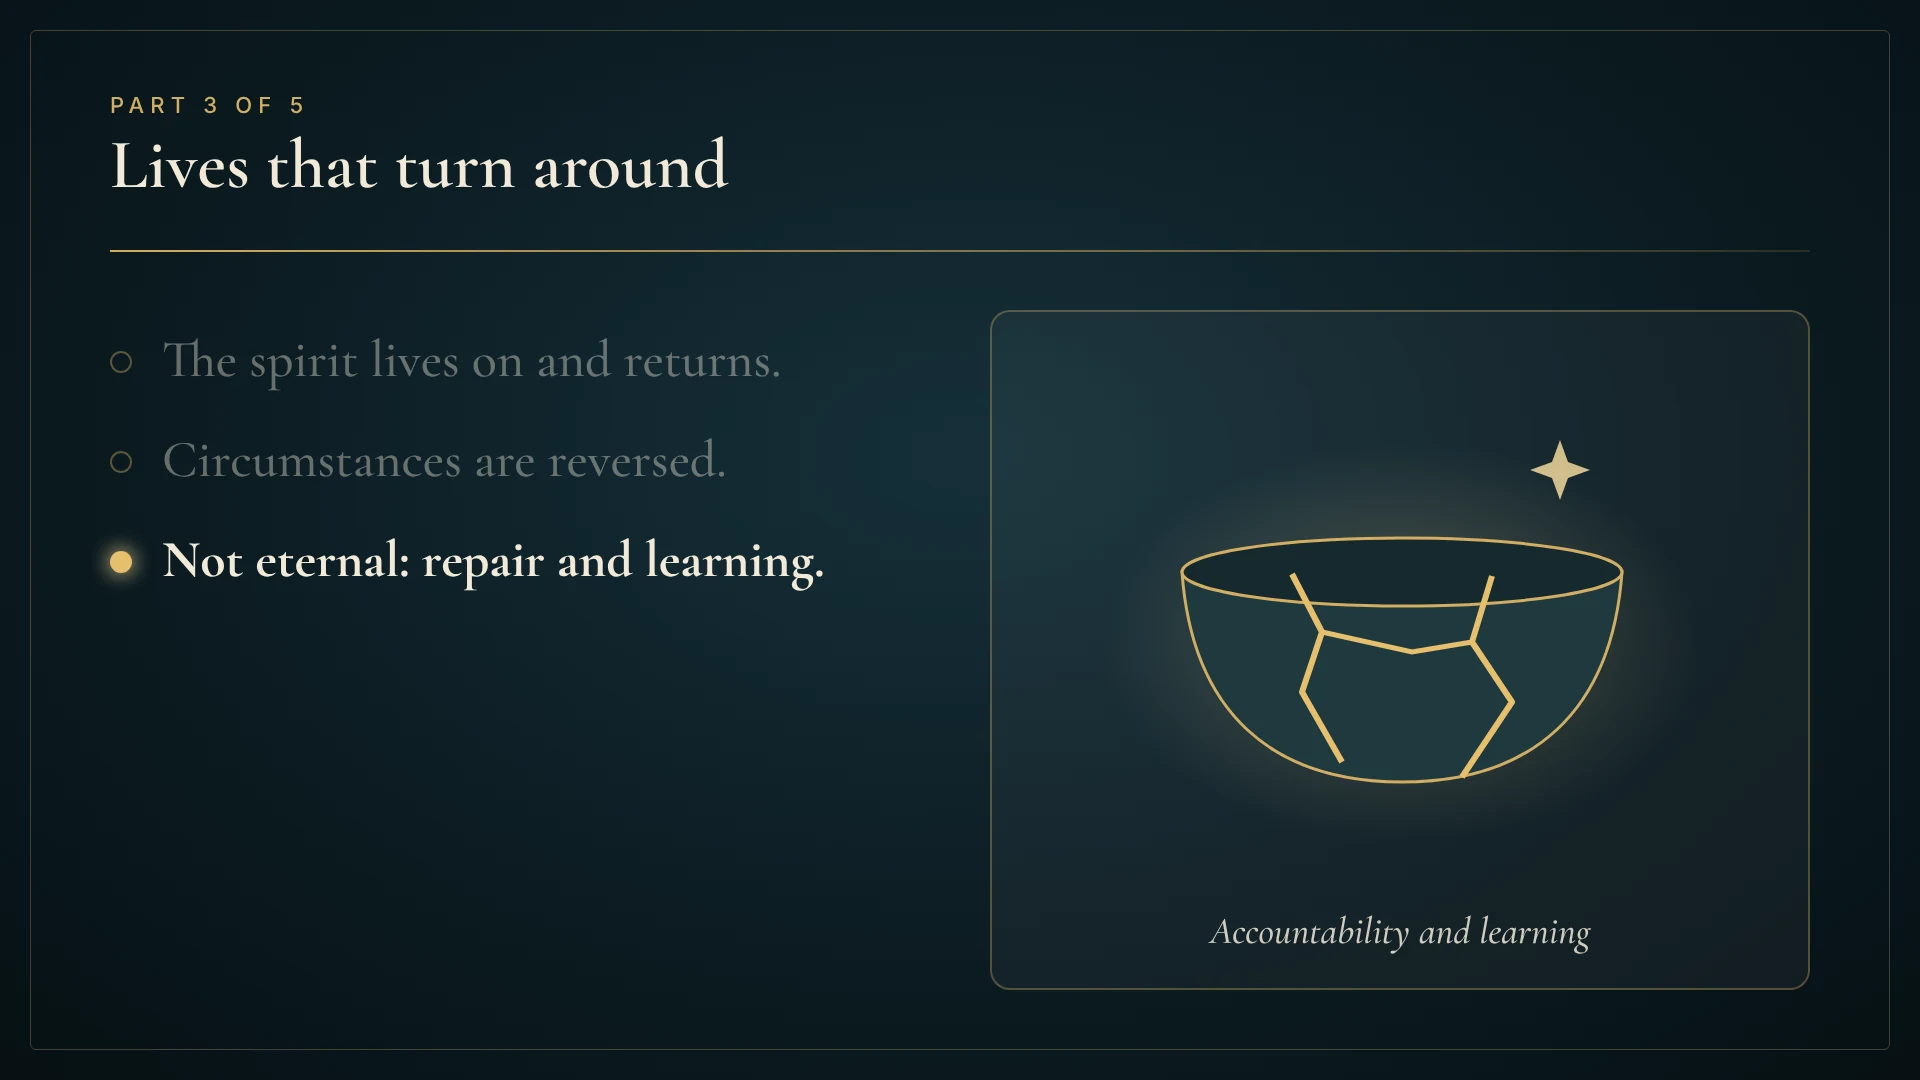 PART 3 OF 5
Lives that turn around
The spirit lives on and returns.
Circumstances are reversed.
Not eternal: repair and learning.
Accountability and learning